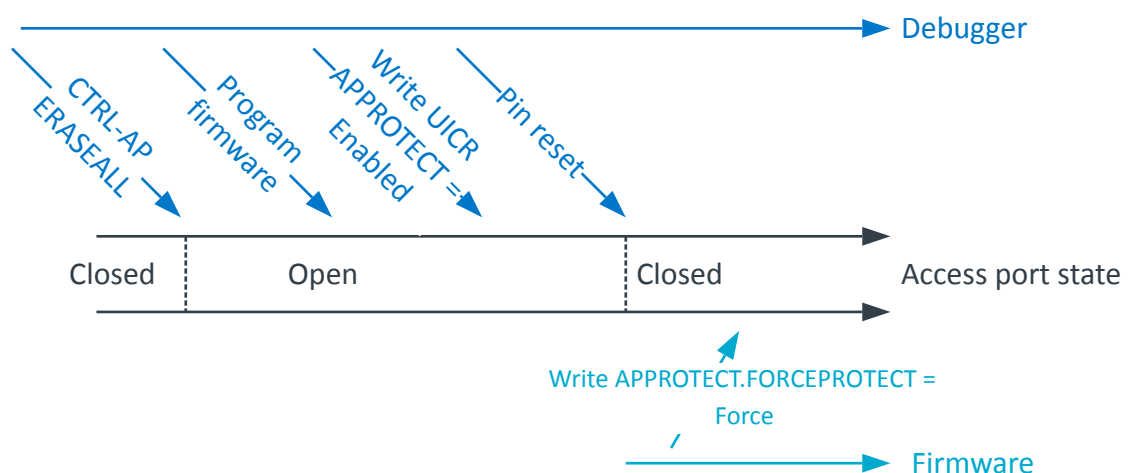 Debugger
CTRL-AP
ERASEALL
Program
firmware
Write UICR
APPROTECT =
Enabled
Pin reset
Closed
Open
Closed
Access port state
Write APPROTECT.FORCEPROTECT =
Force
Firmware